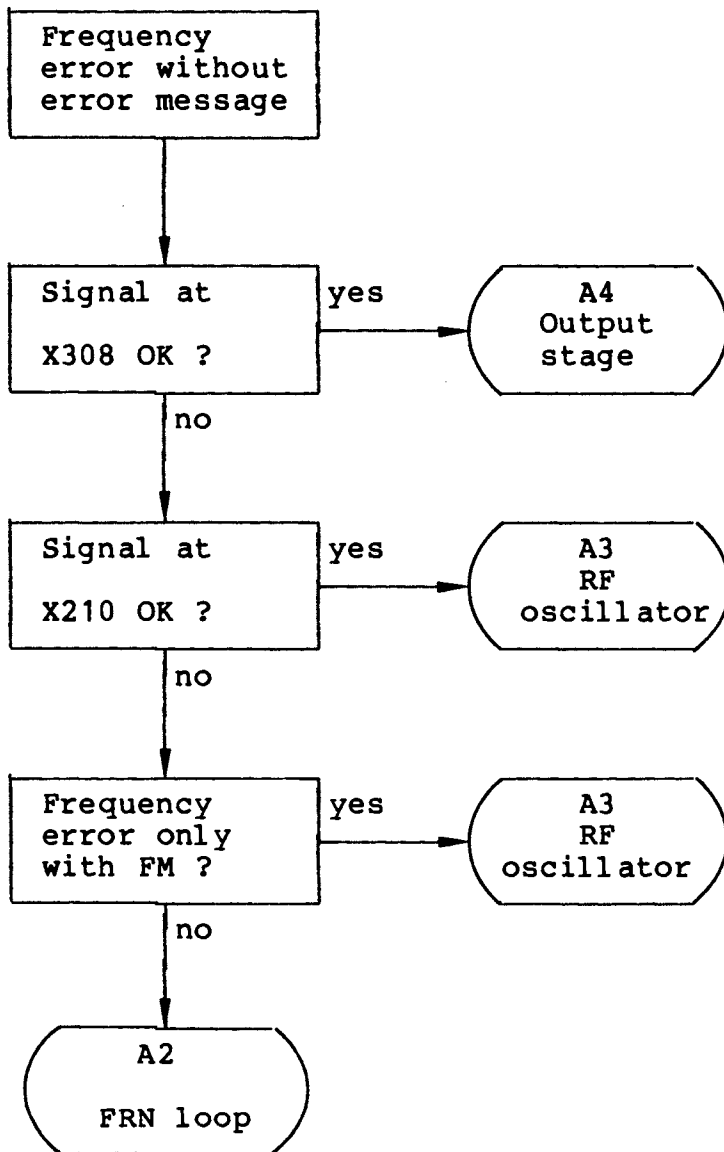 Frequency
error without
error message
Signal at
X308 OK ?
yes
A4
Output
stage
no
Signal at
X210 OK ?
yes
A3
RF
oscillator
no
Frequency
error only
with FM ?
yes
A3
RF
oscillator
no
A2
FRN loop